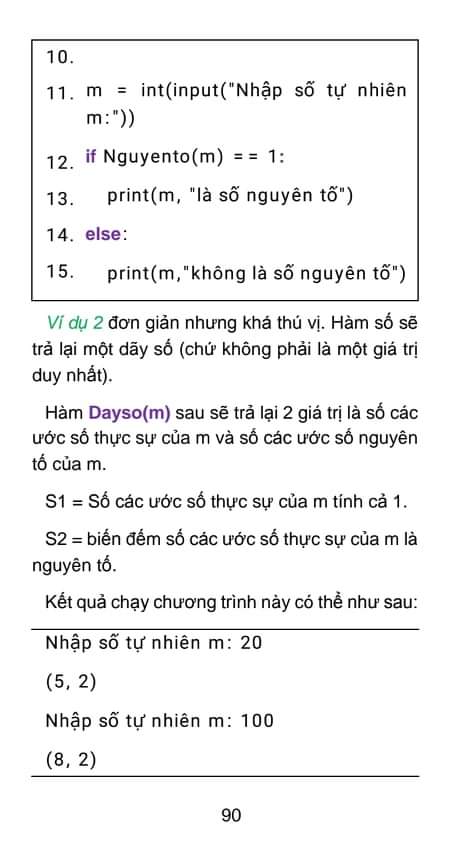 10.
11. m = int(input("Nhập số tự nhiên
m:"))
12. if Nguyento(m) = = 1:
13. print(m, "là số nguyên tố")
14. else:
15. print(m,"không là số nguyên tố")
Ví dụ 2 đơn giản nhưng khá thú vị. Hàm số sẽ
trả lại một dãy số (chứ không phải là một giá trị
duy nhất).
Hàm Dayso(m) sau sẽ trả lại 2 giá trị là số các
ước số thực sự của m và số các ước số nguyên
tố của m.
S1 = Số các ước số thực sự của m tính cả 1.
S2 = biến đếm số các ước số thực sự của m là
nguyên tố.
Kết quả chạy chương trình này có thể như sau:
Nhập số tự nhiên m: 20
(5, 2)
Nhập số tự nhiên m: 100
(8, 2)
90